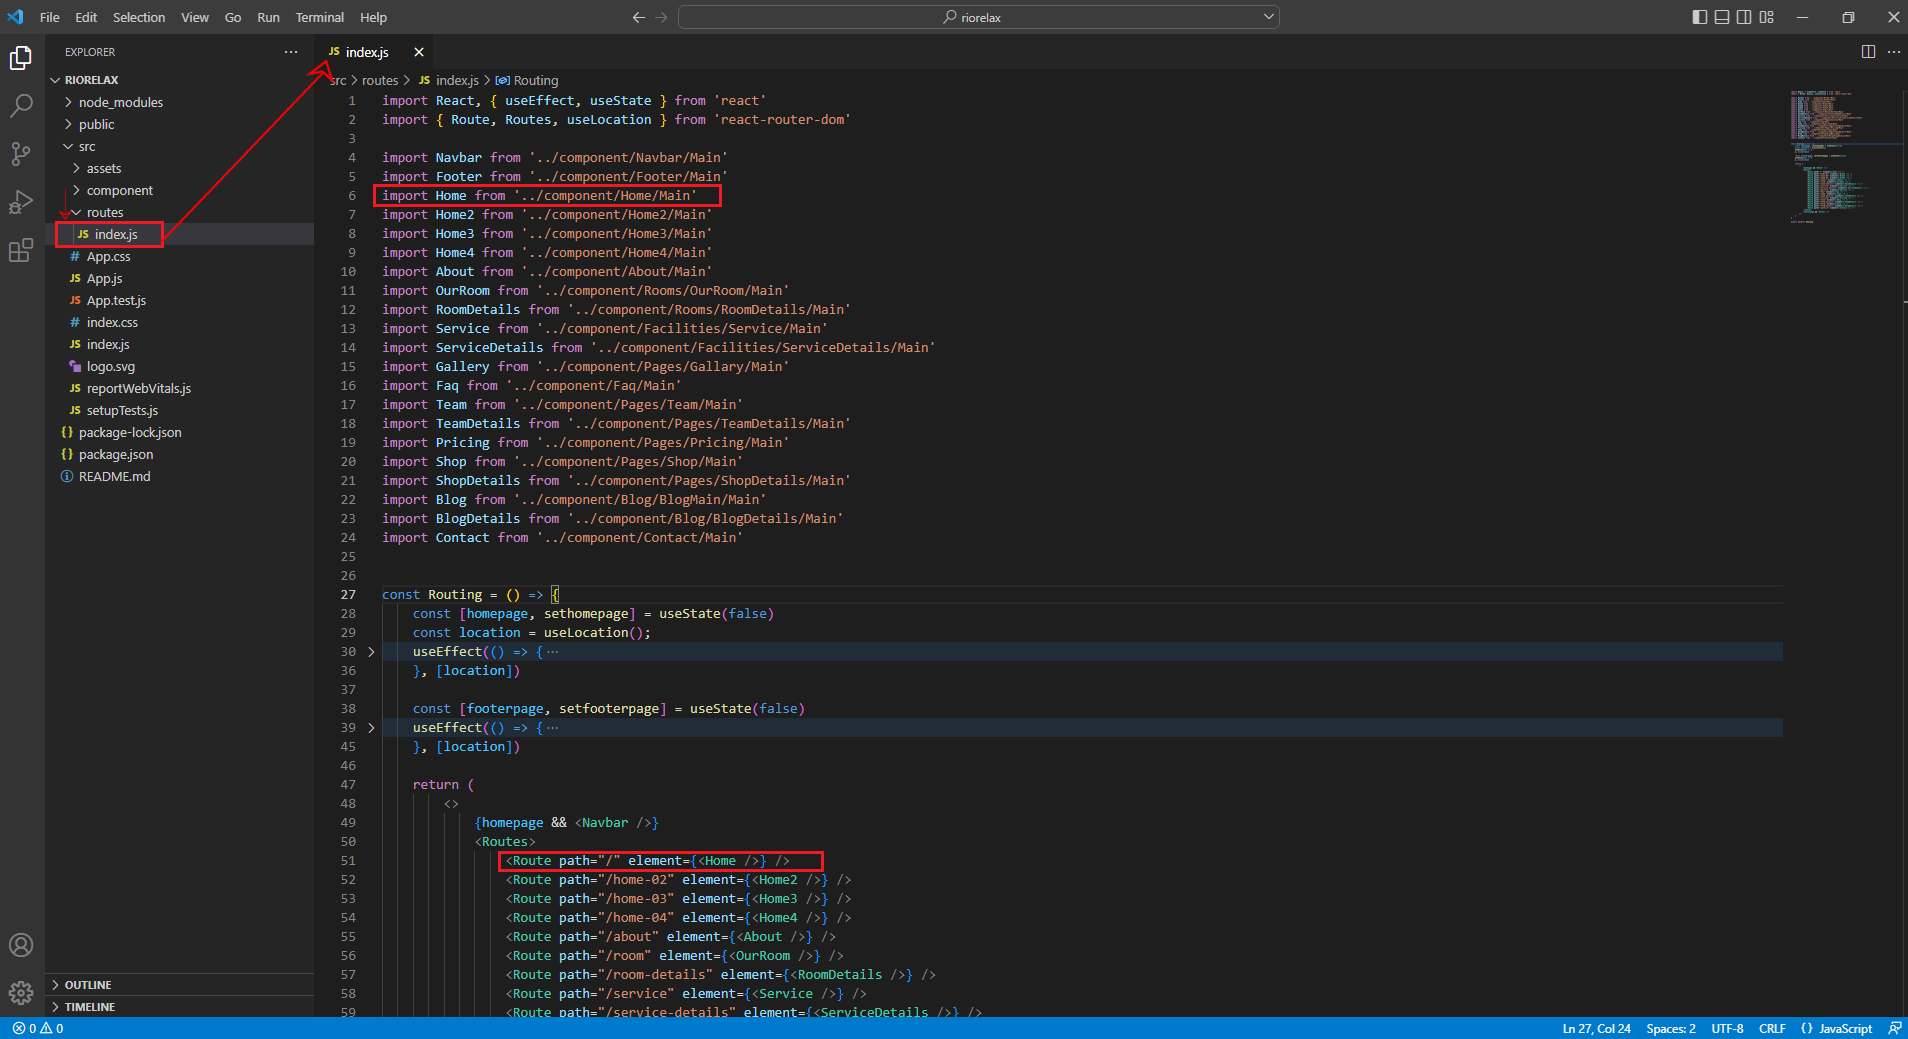 File Edit Selection View Go Run Terminal Help
riorelax
EXPLORER
RIORELAX
node_modules
public
src
assets
component
routes
index.js
App.css
App.js
App.test.js
index.css
index.js
logo.svg
reportWebVitals.js
setupTests.js
package-lock.json
package.json
README.md
OUTLINE
TIMELINE
JS index.js
src > routes > JS index.js > Routing
1 import React, { useEffect, useState } from 'react'
2 import { Route, Routes, useLocation } from 'react-router-dom'
3
4 import Navbar from '../component/Navbar/Main'
5 import Footer from '../component/Footer/Main'
6 import Home from '../component/Home/Main'
7 import Home2 from '../component/Home2/Main'
8 import Home3 from '../component/Home3/Main'
9 import Home4 from '../component/Home4/Main'
10 import About from '../component/About/Main'
11 import OurRoom from '../component/Rooms/OurRoom/Main'
12 import RoomDetails from '../component/Rooms/RoomDetails/Main'
13 import Service from '../component/Facilities/Service/Main'
14 import ServiceDetails from '../component/Facilities/ServiceDetails/Main'
15 import Gallery from '../component/Pages/Gallary/Main'
16 import Faq from '../component/Faq/Main'
17 import Team from '../component/Pages/Team/Main'
18 import TeamDetails from '../component/Pages/TeamDetails/Main'
19 import Pricing from '../component/Pages/Pricing/Main'
20 import Shop from '../component/Pages/Shop/Main'
21 import ShopDetails from '../component/Pages/ShopDetails/Main'
22 import Blog from '../component/Blog/BlogMain/Main'
23 import BlogDetails from '../component/Blog/BlogDetails/Main'
24 import Contact from '../component/Contact/Main'
25
26
27 const Routing = () => {
28 const [homepage, sethomepage] = useState(false)
29 const location = useLocation();
30 useEffect(() => { ···
36 }, [location])
37
38 const [footerpage, setfooterpage] = useState(false)
39 useEffect(() => { ···
45 }, [location])
46
47 return (
48 <>
49 {homepage && <Navbar />}
50 <Routes>
51 <Route path="/" element={<Home />} />
52 <Route path="/home-02" element={<Home2 />} />
53 <Route path="/home-03" element={<Home3 />} />
54 <Route path="/home-04" element={<Home4 />} />
55 <Route path="/about" element={<About />} />
56 <Route path="/room" element={<OurRoom />} />
57 <Route path="/room-details" element={<RoomDetails />} />
58 <Route path="/service" element={<Service />} />
59 <Route path="/service-details" element={<ServiceDetails />} />
0 0 Ln 27, Col 24 Spaces: 2 UTF-8 CRLF {} JavaScript